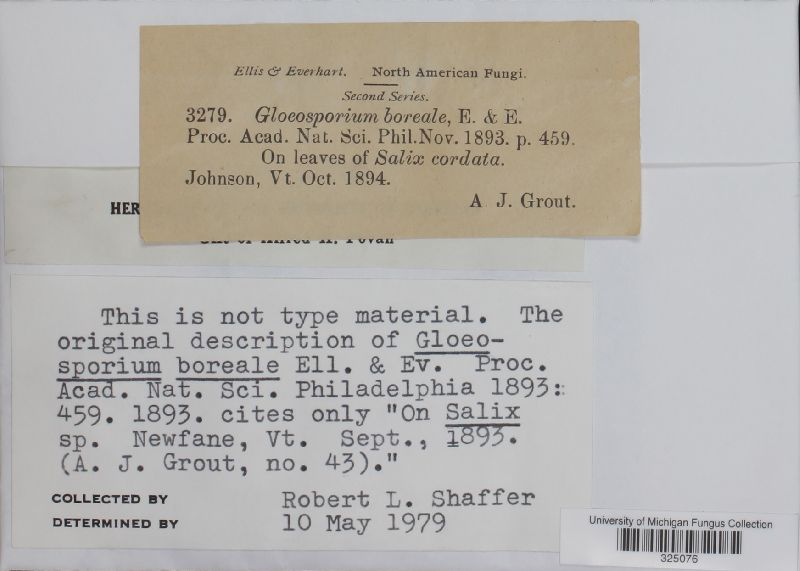 Ellis & Everhart. North American Fungi.
Second Series.
3279. Gloeosporium boreale, E. & E.
Proc. Acad. Nat. Sci. Phil. Nov. 1893. p. 459.
On leaves of Salix cordata.
Johnson, Vt. Oct. 1894.
A J. Grout.
HER
This is not type material. The
original description of Gloeo-
sporium boreale Ell. & Ev. Proc.
Acad. Nat. Sci. Philadelphia 1893:
459. 1893. cites only "On Salix
sp. Newfane, Vt. Sept., 1893.
(A. J. Grout, no. 43)."
COLLECTED BY Robert L. Shaffer
DETERMINED BY 10 May 1979
University of Michigan Fungus Collection
325076